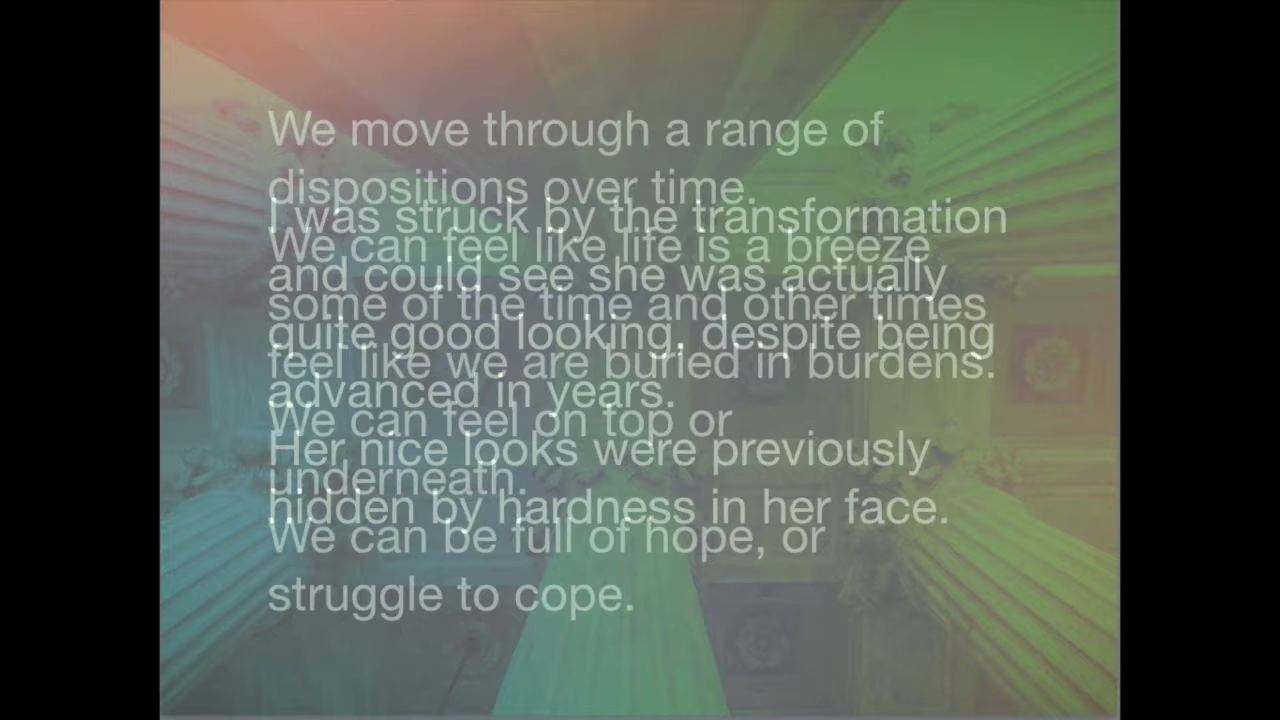 We move through a range of
dispositions over time.
I was struck by the transformation
We can feel like life is a breeze
and could see she was actually
some of the time and other times
quite good looking, despite being
feel like we are buried in burdens.
advanced in years.
We can feel on top or
Her nice looks were previously
underneath.
hidden by hardness in her face.
We can be full of hope, or
struggle to cope.